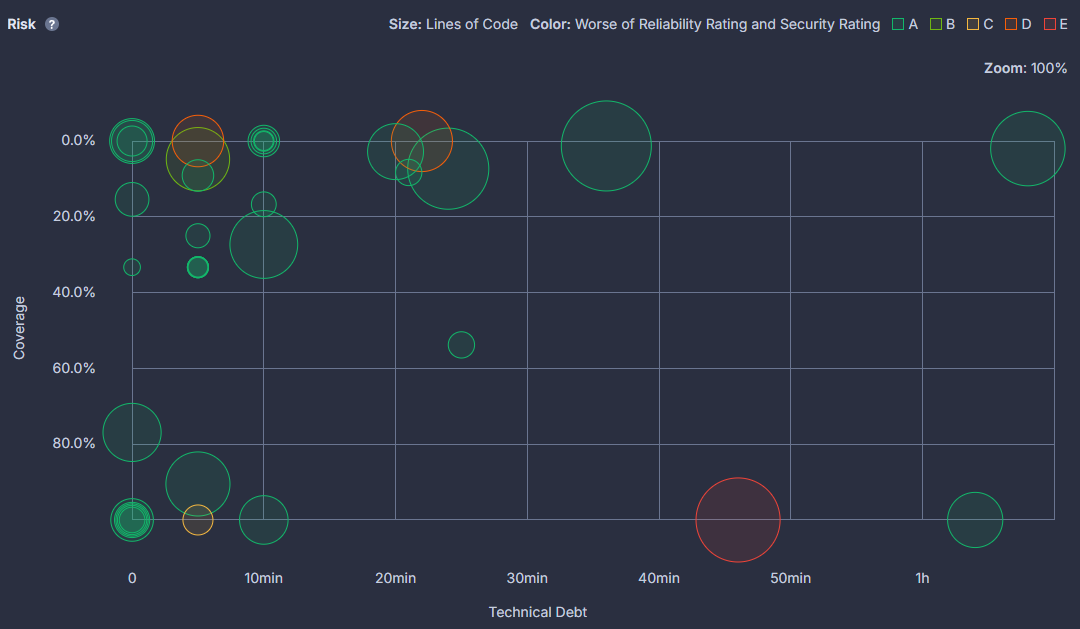 Risk ?
Size: Lines of Code Color: Worse of Reliability Rating and Security Rating A B C D E
Zoom: 100%
0.0%
20.0%
40.0%
60.0%
80.0%
Coverage
0 10min 20min 30min 40min 50min 1h
Technical Debt